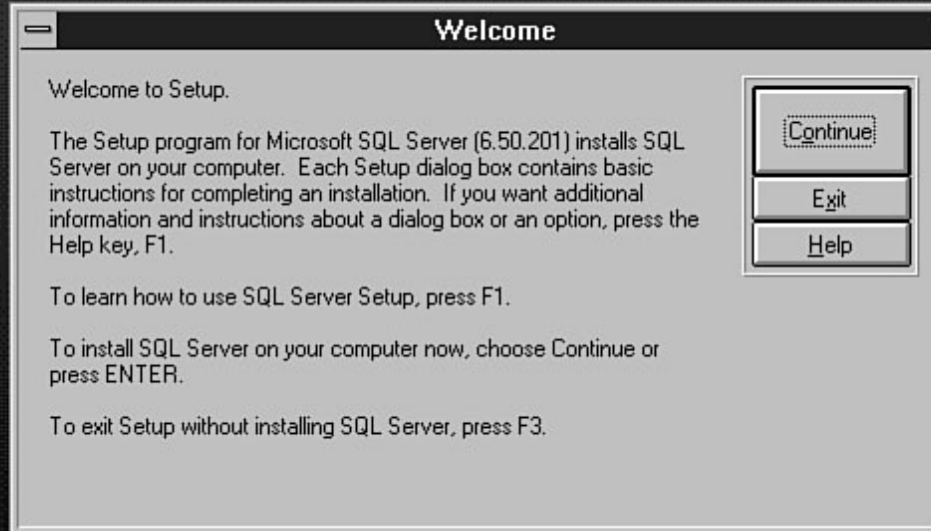 Welcome
Welcome to Setup.
The Setup program for Microsoft SQL Server (6.50.201) installs SQL
Server on your computer. Each Setup dialog box contains basic
instructions for completing an installation. If you want additional
information and instructions about a dialog box or an option, press the
Help key, F1.
To learn how to use SQL Server Setup, press F1.
To install SQL Server on your computer now, choose Continue or
press ENTER.
To exit Setup without installing SQL Server, press F3.
Continue
Exit
Help